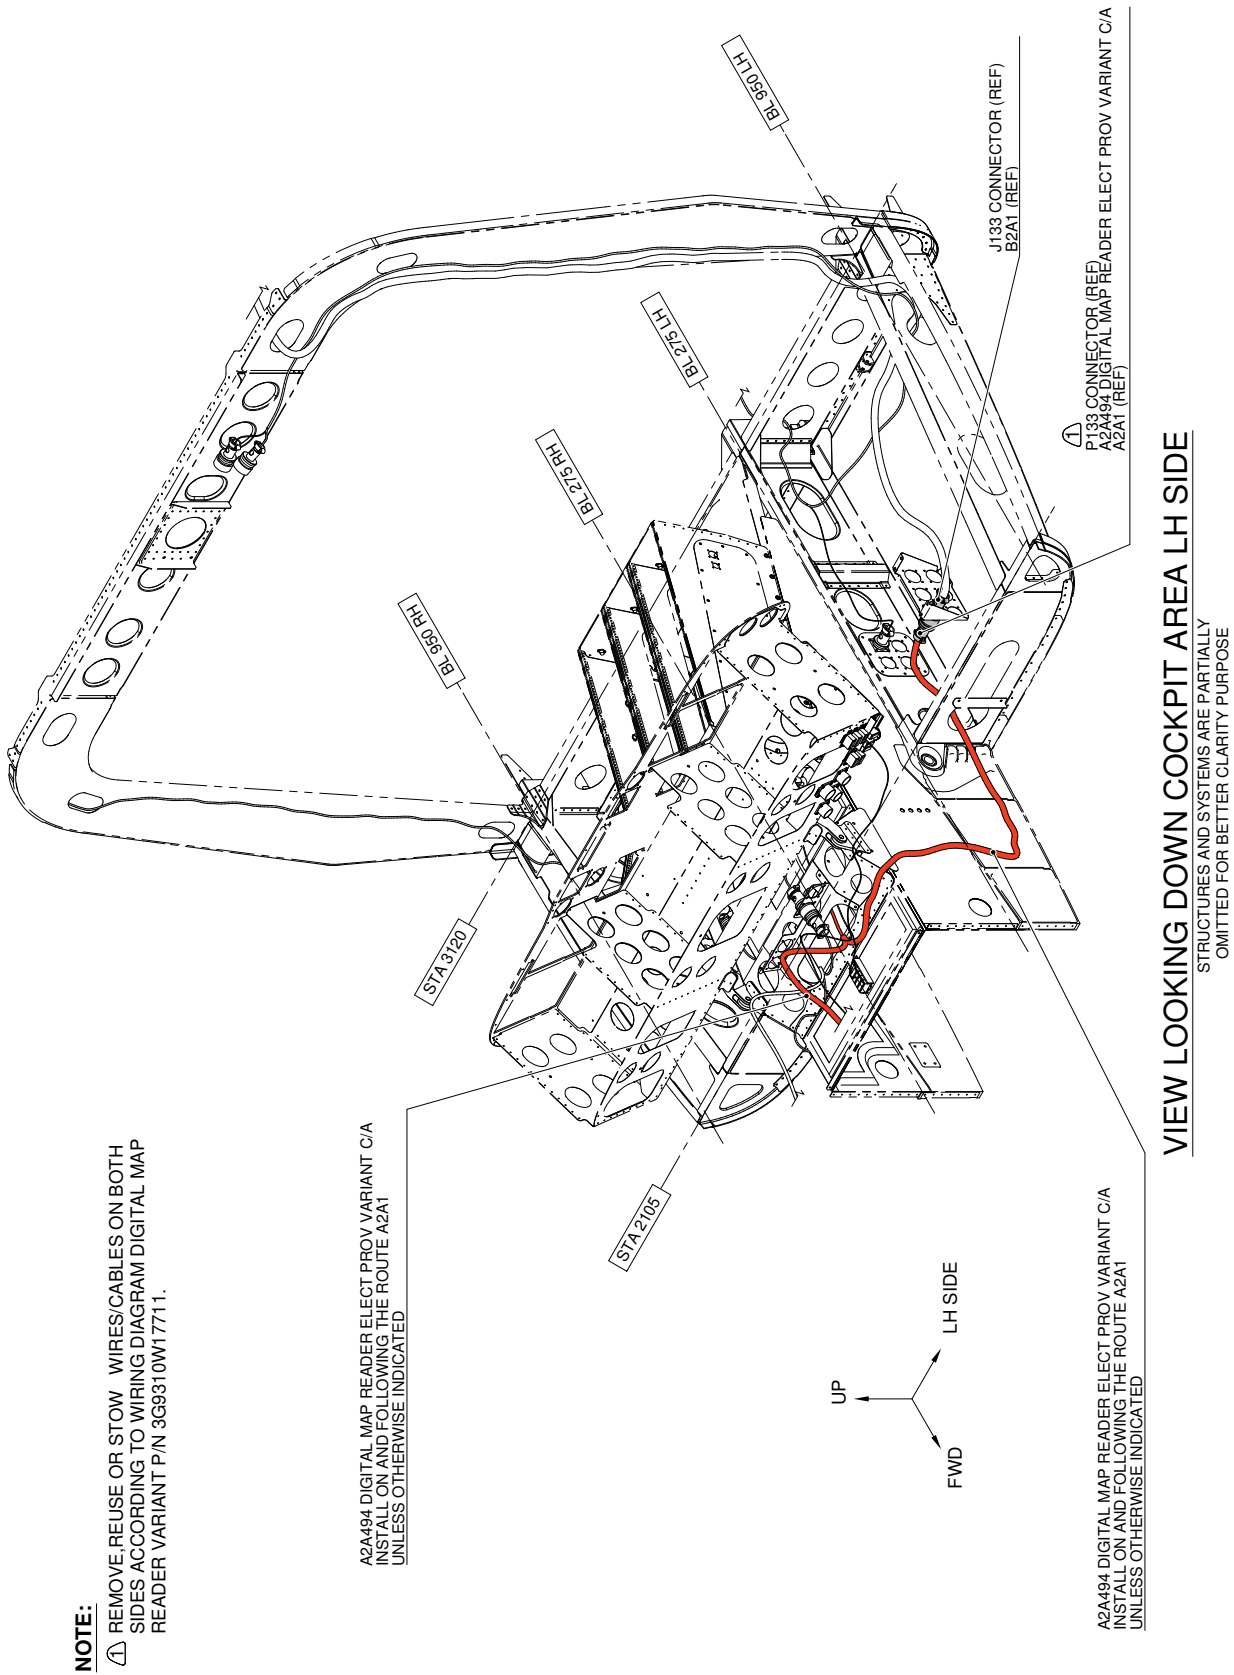 NOTE:
1 REMOVE,REUSE OR STOW WIRES/CABLES ON BOTH
SIDES ACCORDING TO WIRING DIAGRAM DIGITAL MAP
READER VARIANT P/N 3G9310W17711.
A2A494 DIGITAL MAP READER ELECT PROV VARIANT C/A
INSTALL ON AND FOLLOWING THE ROUTE A2A1
UNLESS OTHERWISE INDICATED
STA 3120
BL 950 RH
BL 275 RH
BL 275 LH
BL 950 LH
STA 2105
UP
FWD
LH SIDE
J133 CONNECTOR (REF)
B2A1 (REF)
1
P133 CONNECTOR (REF)
A2A494 DIGITAL MAP READER ELECT PROV VARIANT C/A
A2A1 (REF)
A2A494 DIGITAL MAP READER ELECT PROV VARIANT C/A
INSTALL ON AND FOLLOWING THE ROUTE A2A1
UNLESS OTHERWISE INDICATED
VIEW LOOKING DOWN COCKPIT AREA LH SIDE
STRUCTURES AND SYSTEMS ARE PARTIALLY
OMITTED FOR BETTER CLARITY PURPOSE